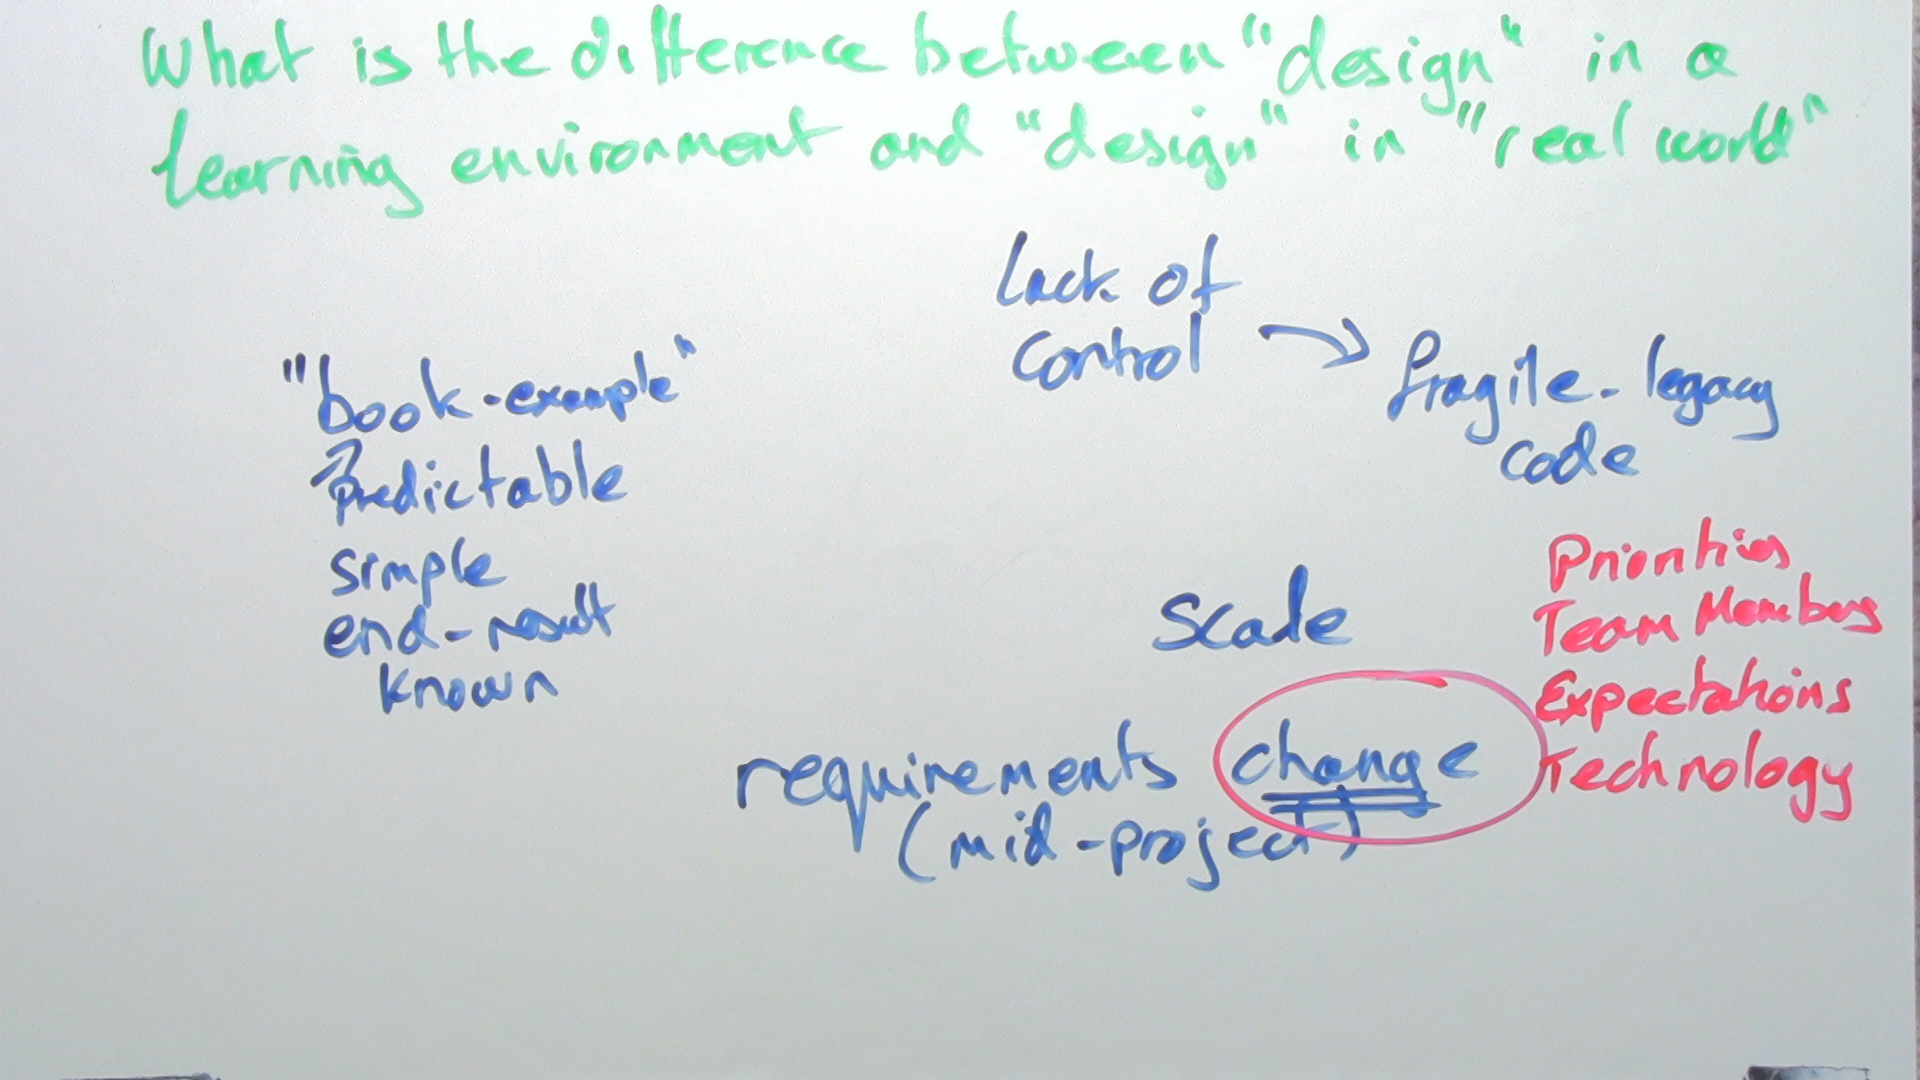 What is the difference between "design" in a
learning environment and "design" in "real world"
Lack of
control
fragile-legacy
code
"book-example"
predictable
simple
end-result
known
Scale
requirements change
(mid-project)
Priorities
Team Members
Expectations
Technology